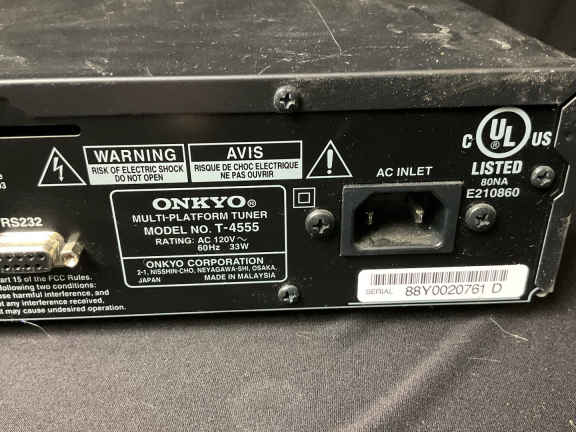 WARNING
RISK OF ELECTRIC SHOCK
DO NOT OPEN
AVIS
RISQUE DE CHOC ELECTRIQUE
NE PAS OUVRIR
C UL ® US
LISTED
80NA
E210860
AC INLET
03
RS232
ONKYO®
MULTI-PLATFORM TUNER
MODEL NO. T-4555
RATING: AC 120V ~
60Hz 33W
ONKYO CORPORATION
2-1, NISSHIN-CHO, NEYAGAWA-SHI, OSAKA,
JAPAN MADE IN MALAYSIA
15 of the FCC Rules.
following two conditions:
harmful interference, and
any interference received,
may cause undesired operation.
SERIAL 88Y0020761 D